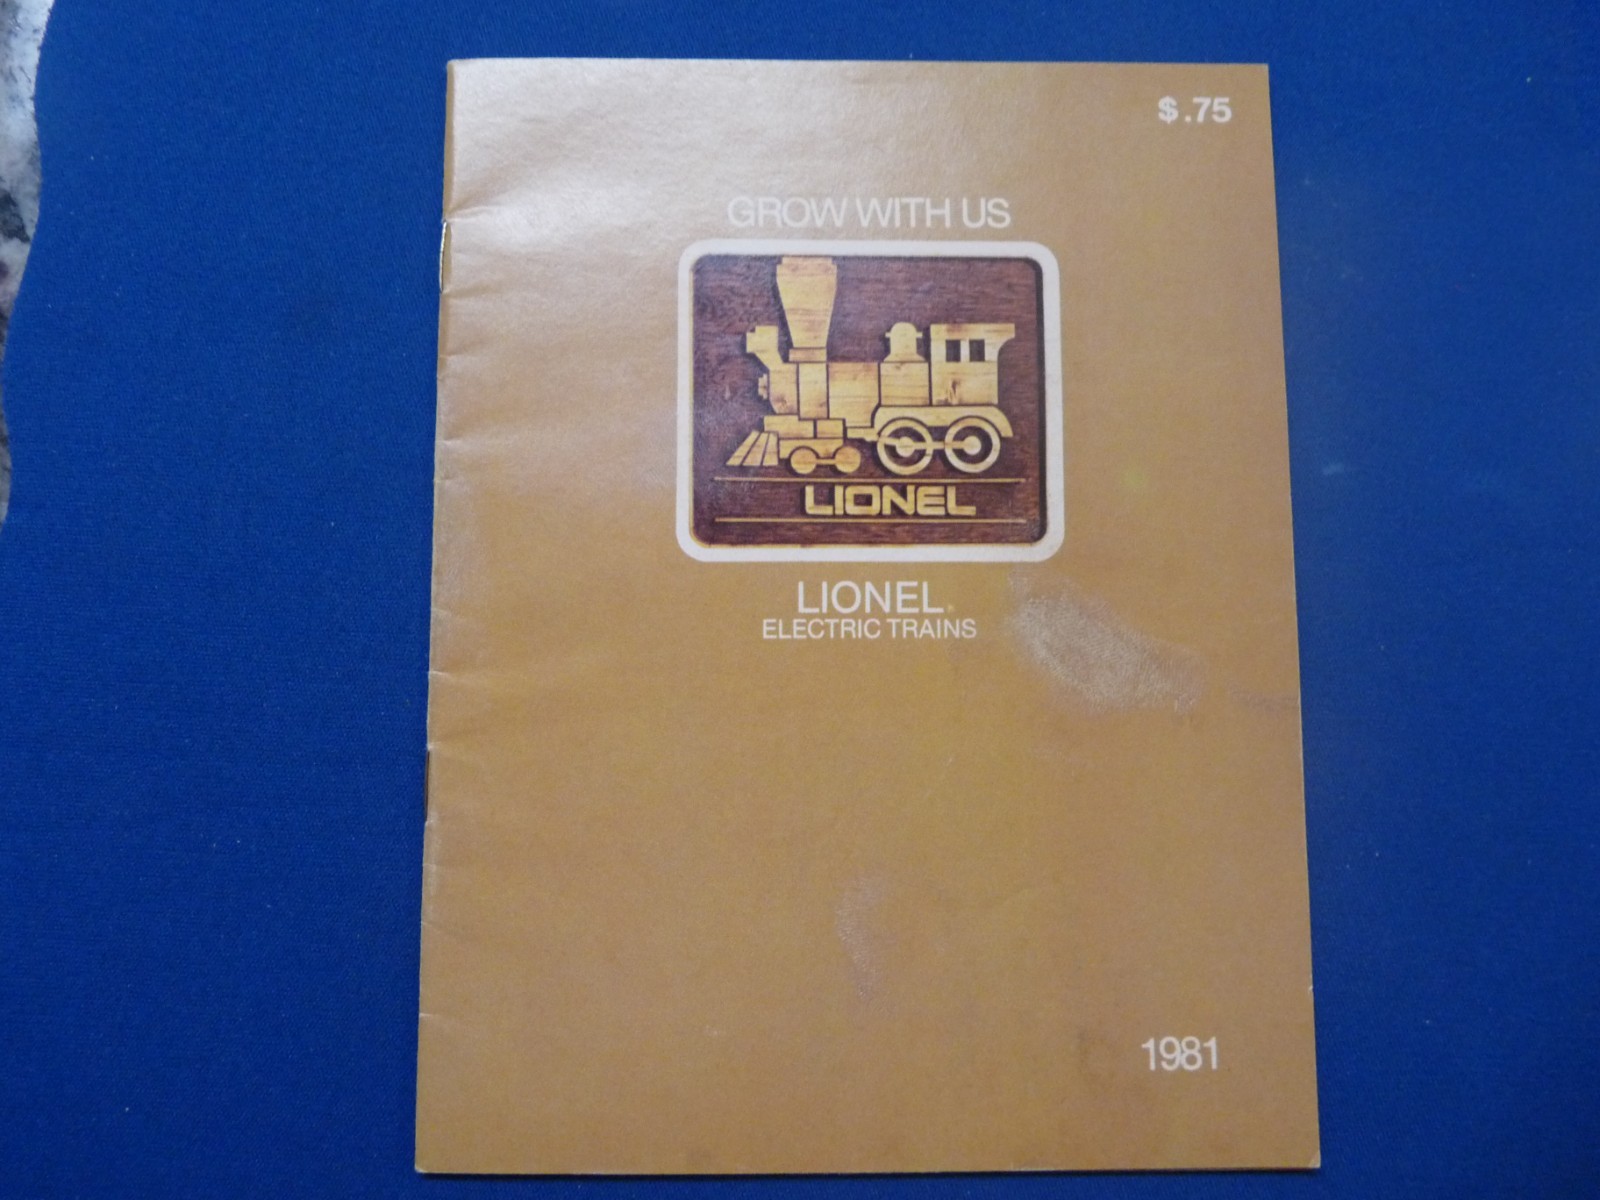 $.75
GROW WITH US
LIONEL
LIONEL®
ELECTRIC TRAINS
1981